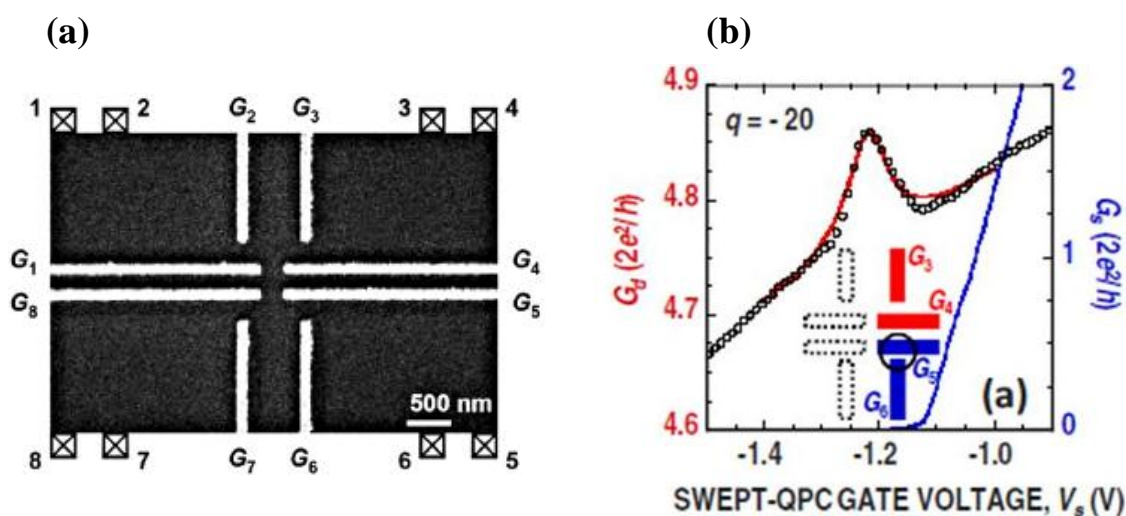 (a)
1 2 G2 G3 3 4
G1 G4
G8 G5
500 nm
8 7 G7 G6 6 5
(b)
4.9 2
q = - 20
4.8
Gd (2e²/h)
1
Gs (2e²/h)
G3
G4
4.7
G5
G6
(a)
4.6 0
-1.4 -1.2 -1.0
SWEPT-QPC GATE VOLTAGE, Vs (V)